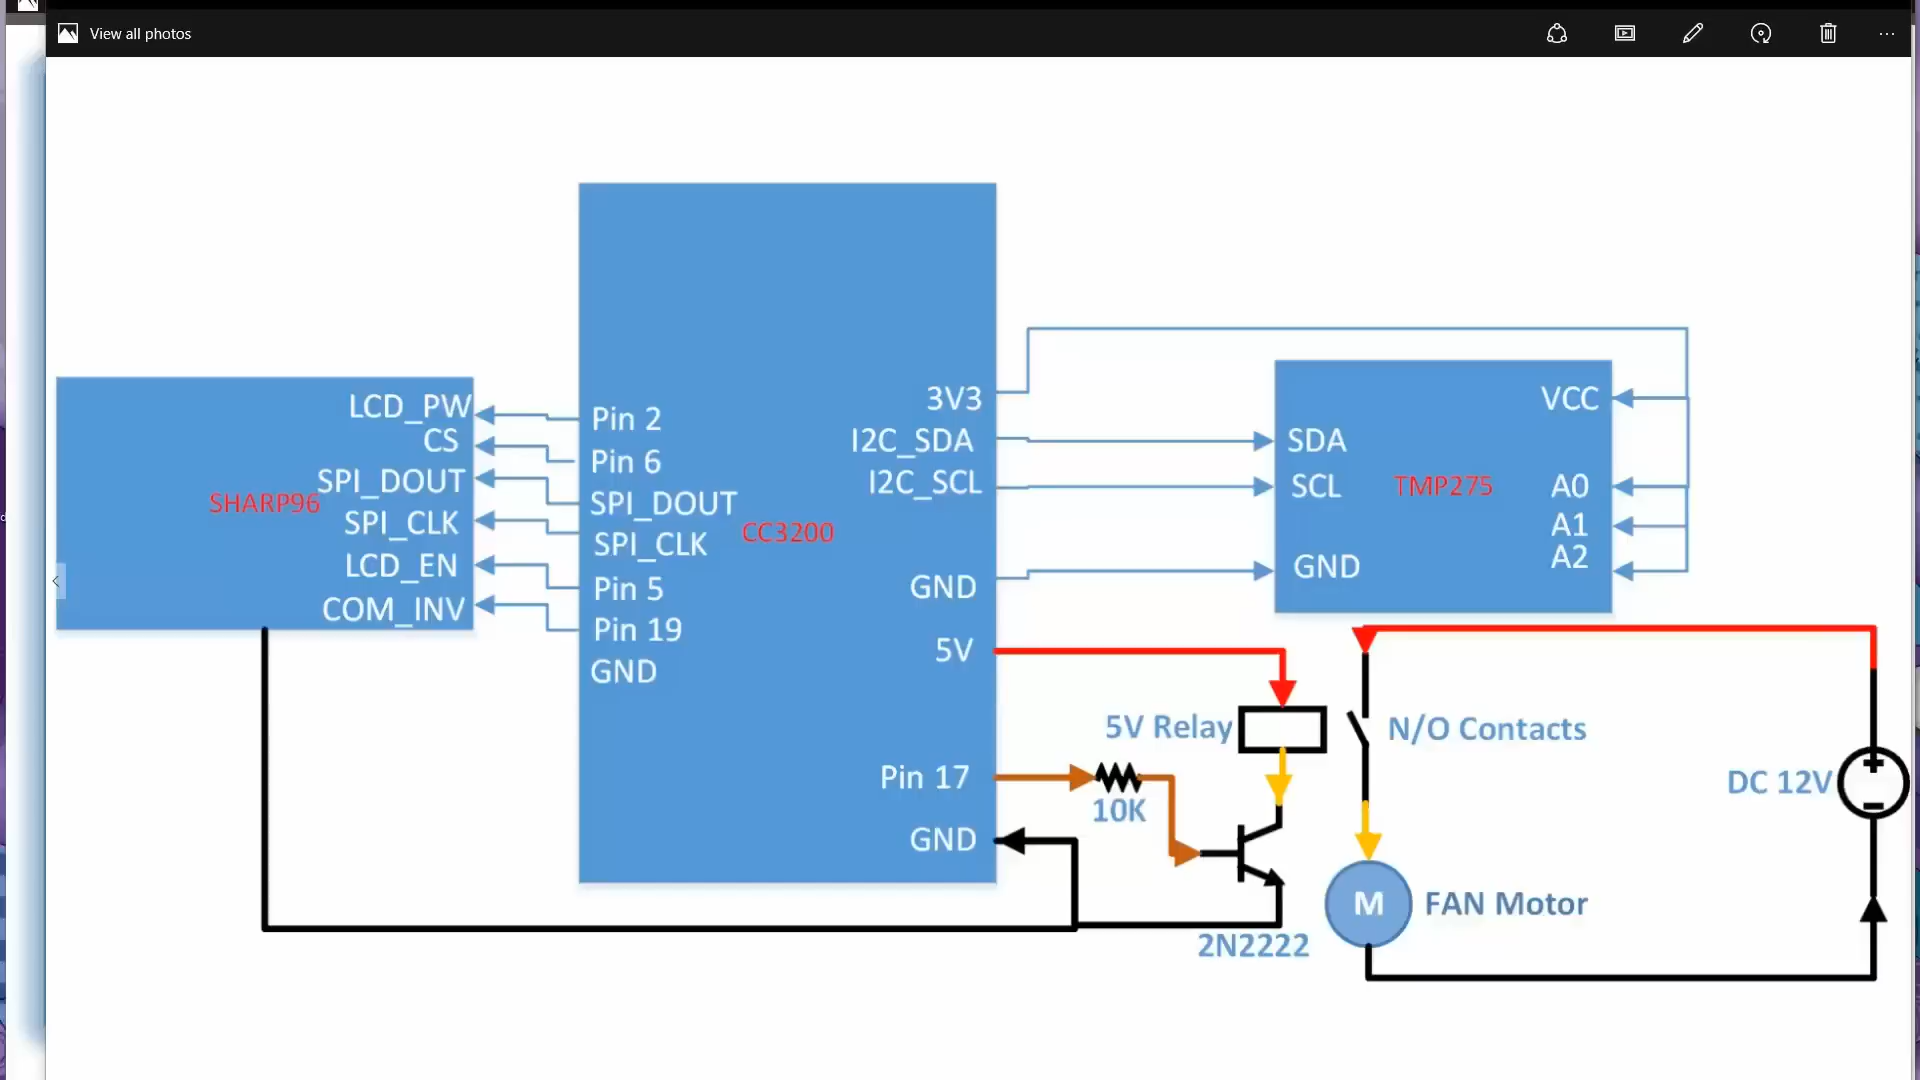 View all photos
LCD_PW
CS
SPI_DOUT
SHARP96
SPI_CLK
LCD_EN
COM_INV
Pin 2
Pin 6
SPI_DOUT
SPI_CLK
Pin 5
Pin 19
GND
CC3200
3V3
I2C_SDA
I2C_SCL
GND
5V
Pin 17
GND
SDA
SCL
GND
TMP275
VCC
A0
A1
A2
5V Relay
N/O Contacts
10K
DC 12V
M
FAN Motor
2N2222